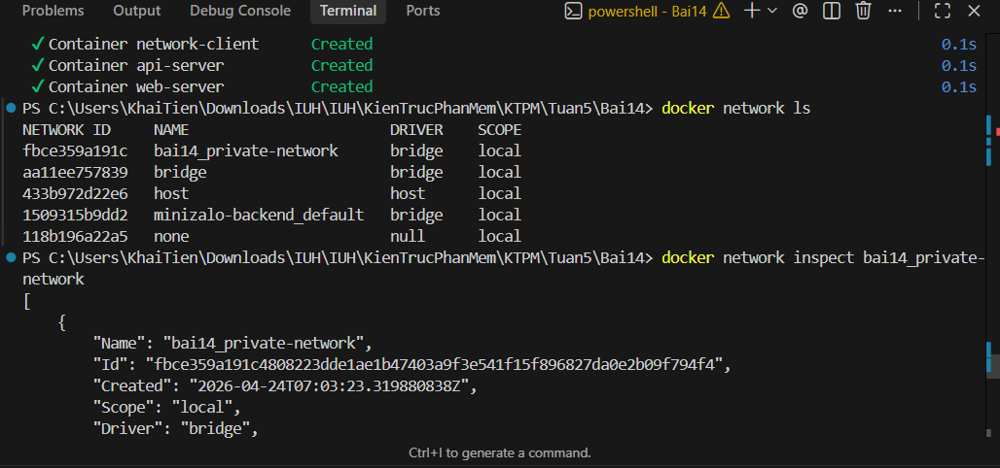 Problems Output Debug Console Terminal Ports powershell - Bai14
✓ Container network-client Created 0.1s
✓ Container api-server Created 0.1s
✓ Container web-server Created 0.1s
PS C:\Users\KhaiTien\Downloads\IUH\IUH\KienTrucPhanMem\KTPM\Tuan5\Bai14> docker network ls
NETWORK ID NAME DRIVER SCOPE
fbce359a191c bai14_private-network bridge local
aa11ee757839 bridge bridge local
433b972d22e6 host host local
1509315b9dd2 minizalo-backend_default bridge local
118b196a22a5 none null local
PS C:\Users\KhaiTien\Downloads\IUH\IUH\KienTrucPhanMem\KTPM\Tuan5\Bai14> docker network inspect bai14_private-
network
[
{
"Name": "bai14_private-network",
"Id": "fbce359a191c4808223dde1ae1b47403a9f3e541f15f896827da0e2b09f794f4",
"Created": "2026-04-24T07:03:23.319880838Z",
"Scope": "local",
"Driver": "bridge",
Ctrl+I to generate a command.